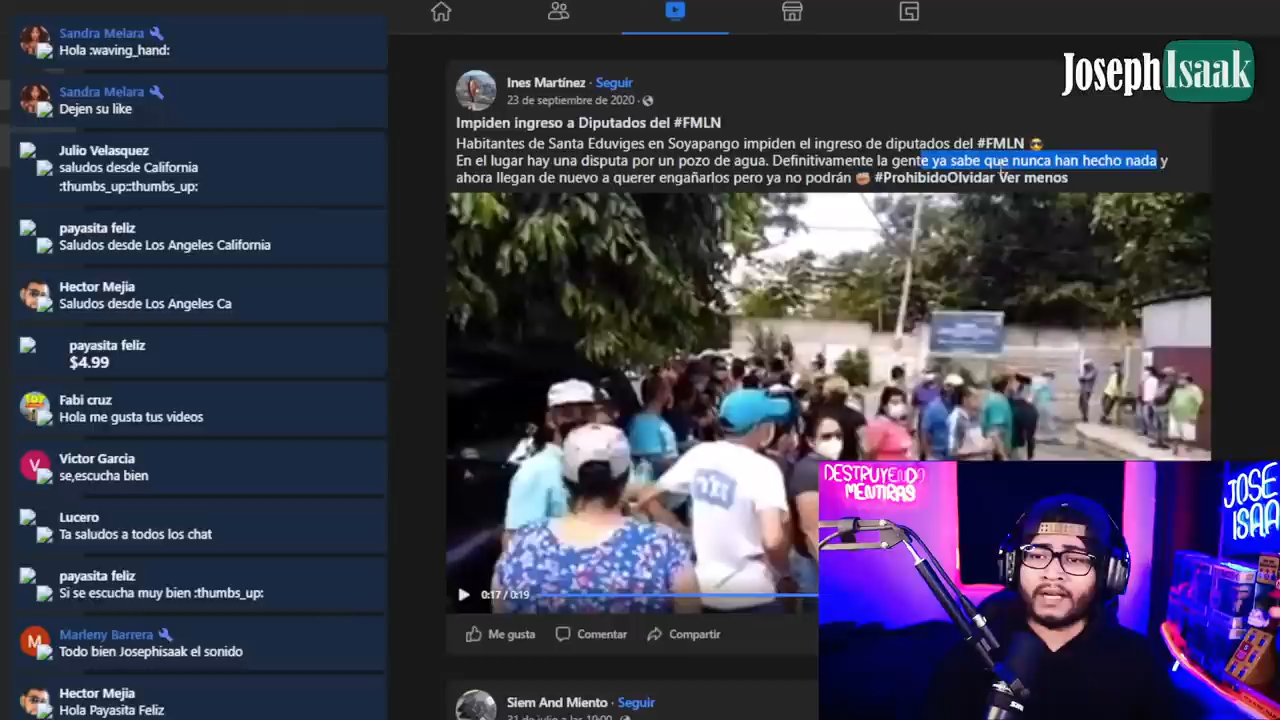 Sandra Melara
Hola :waving_hand:
Sandra Melara
Dejen su like
Julio Velasquez
saludos desde California
:thumbs_up:thumbs_up:
payasita feliz
Saludos desde Los Angeles California
Hector Mejia
Saludos desde Los Angeles Ca
payasita feliz
$4.99
Fabi cruz
Hola me gusta tus videos
V
Victor Garcia
se,escucha bien
Lucero
Ta saludos a todos los chat
payasita feliz
Si se escucha muy bien :thumbs_up:
M
Marleny Barrera
Todo bien Josephisaak el sonido
Hector Mejia
Hola Payasita Feliz
JosephIsaak
Ines Martínez · Seguir
23 de septiembre de 2020 ·
Impiden ingreso a Diputados del #FMLN
Habitantes de Santa Eduviges en Soyapango impiden el ingreso de diputados del #FMLN 😎
En el lugar hay una disputa por un pozo de agua. Definitivamente la gente ya sabe que nunca han hecho nada y
ahora llegan de nuevo a querer engañarlos pero ya no podrán ✊🏽 #ProhibidoOlvidar Ver menos
0:17 / 0:19
Me gusta Comentar Compartir
Siem And Miento · Seguir
31 de julio a las 19:00 ·
DESTRUYENDO
MENTIRAS
JOSE
ISAA